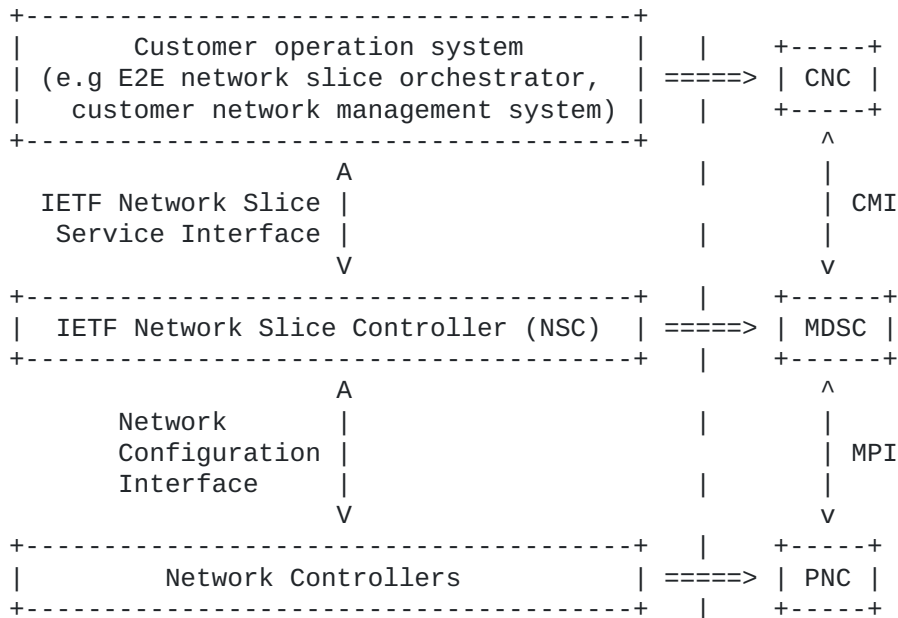 Customer operation system
(e.g E2E network slice orchestrator, =====> CNC
customer network management system)
A ^
IETF Network Slice CMI
Service Interface
V v
IETF Network Slice Controller (NSC) =====> MDSC
A ^
Network
Configuration MPI
Interface
V v
Network Controllers =====> PNC